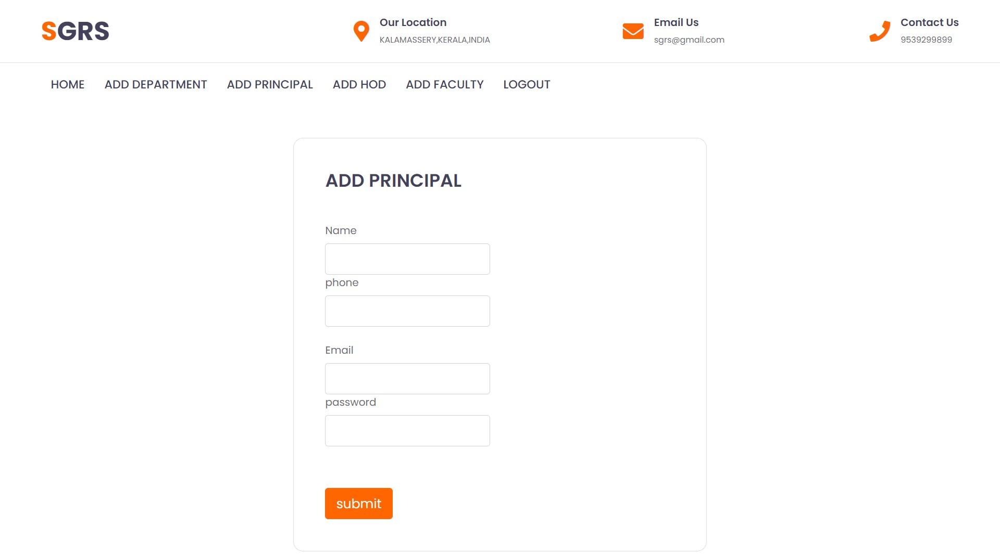 SGRS
Our Location
KALAMASSERY,KERALA,INDIA
Email Us
sgrs@gmail.com
Contact Us
9539299899
HOME ADD DEPARTMENT ADD PRINCIPAL ADD HOD ADD FACULTY LOGOUT
ADD PRINCIPAL
Name
phone
Email
password
submit